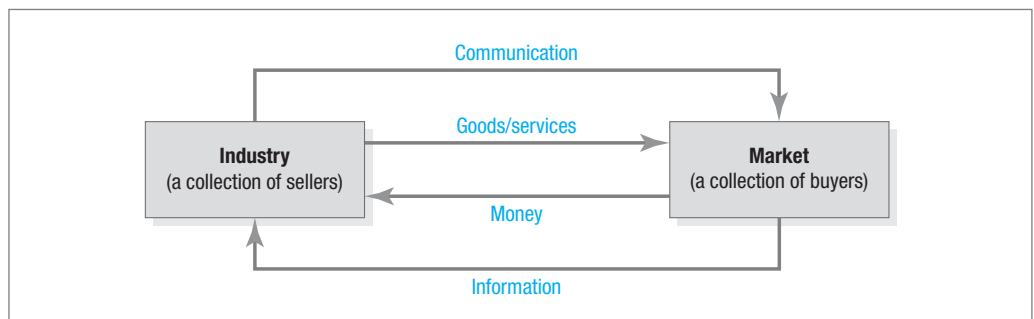 Communication
Goods/services
Industry
(a collection of sellers)
Market
(a collection of buyers)
Money
Information